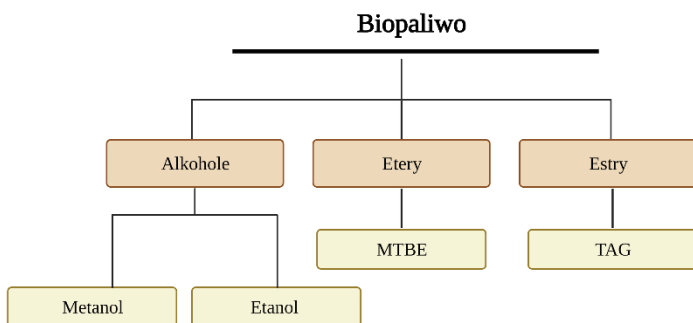 Biopaliwo
Alkohole
Etery
Estry
MTBE
TAG
Metanol
Etanol